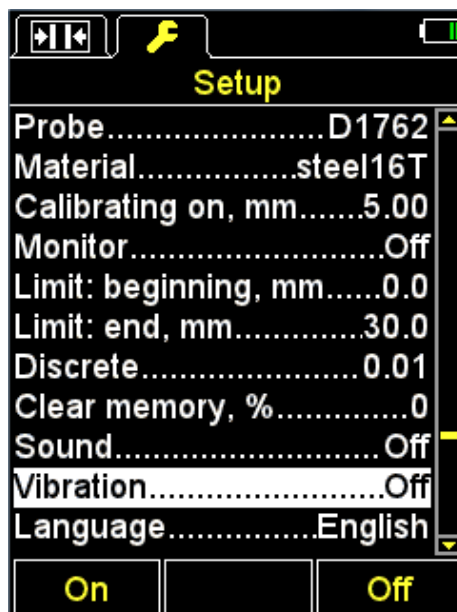 Setup
Probe......................D1762
Material................steel16T
Calibrating on, mm.......5.00
Monitor.........................Off
Limit: beginning, mm......0.0
Limit: end, mm.............30.0
Discrete......................0.01
Clear memory, %............0
Sound..........................Off
Vibration.......................Off
Language...............English
On
Off